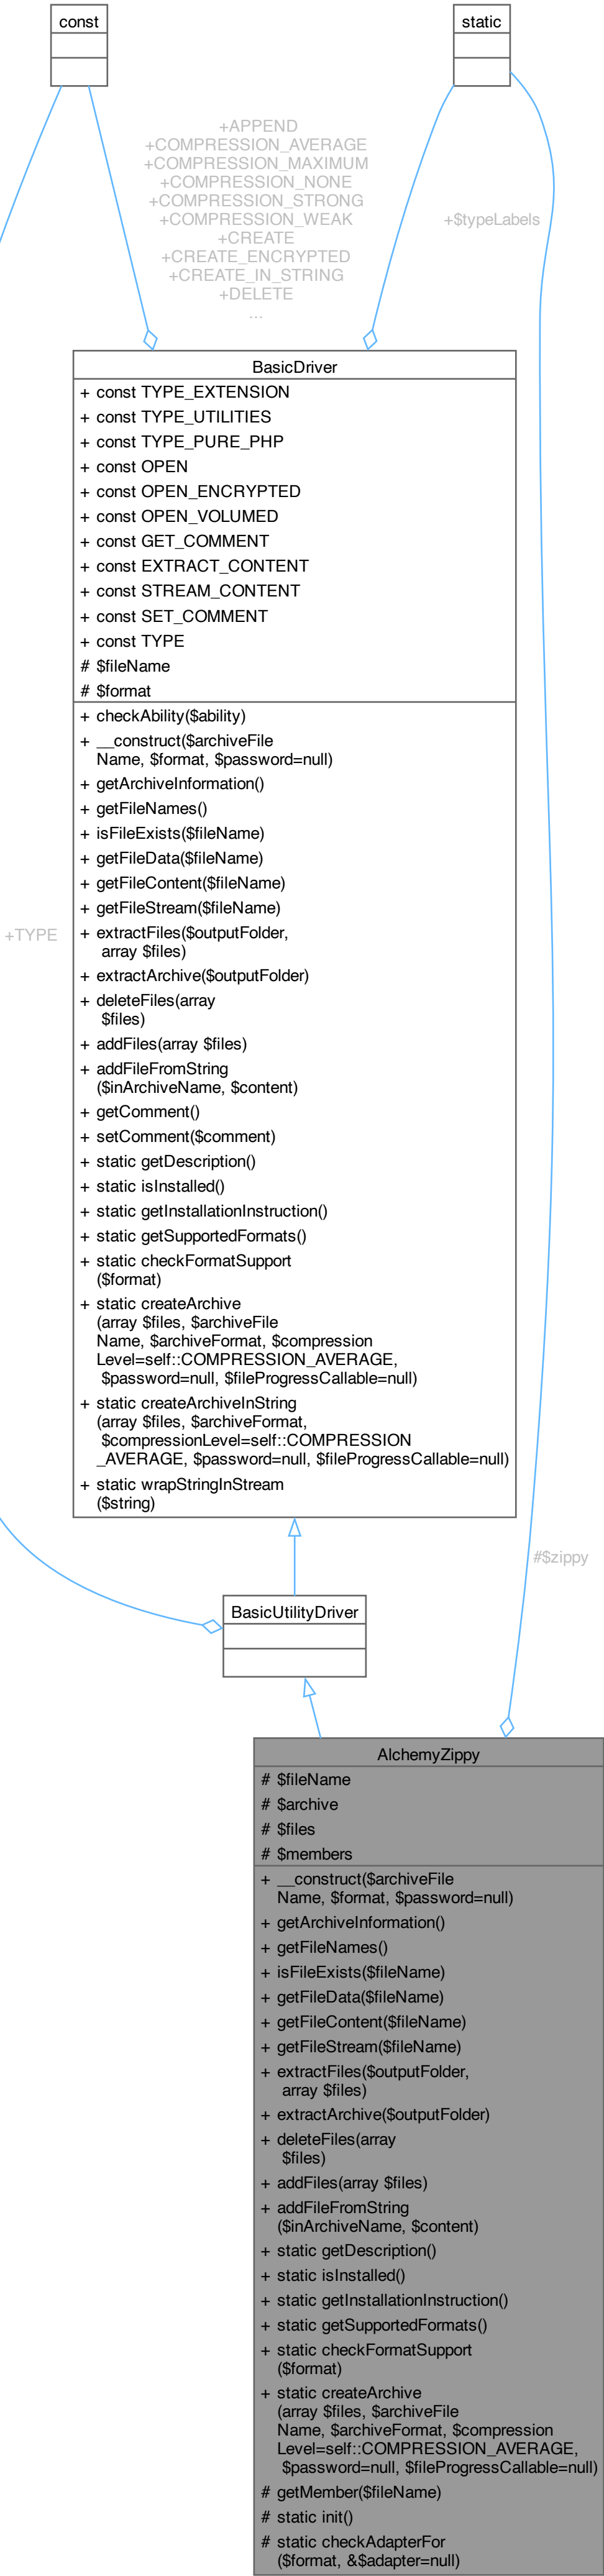 const
static
+APPEND
+COMPRESSION_AVERAGE
+COMPRESSION_MAXIMUM
+COMPRESSION_NONE
+COMPRESSION_STRONG
+COMPRESSION_WEAK
+CREATE
+CREATE_ENCRYPTED
+CREATE_IN_STRING
+DELETE
...
+$typeLabels
BasicDriver
+ const TYPE_EXTENSION
+ const TYPE_UTILITIES
+ const TYPE_PURE_PHP
+ const OPEN
+ const OPEN_ENCRYPTED
+ const OPEN_VOLUMED
+ const GET_COMMENT
+ const EXTRACT_CONTENT
+ const STREAM_CONTENT
+ const SET_COMMENT
+ const TYPE
# $fileName
# $format
+ checkAbility($ability)
+ __construct($archiveFile
Name, $format, $password=null)
+ getArchiveInformation()
+ getFileNames()
+ isFileExists($fileName)
+ getFileData($fileName)
+ getFileContent($fileName)
+ getFileStream($fileName)
+ extractFiles($outputFolder,
array $files)
+ extractArchive($outputFolder)
+ deleteFiles(array
$files)
+ addFiles(array $files)
+ addFileFromString
($inArchiveName, $content)
+ getComment()
+ setComment($comment)
+ static getDescription()
+ static isInstalled()
+ static getInstallationInstruction()
+ static getSupportedFormats()
+ static checkFormatSupport
($format)
+ static createArchive
(array $files, $archiveFile
Name, $archiveFormat, $compression
Level=self::COMPRESSION_AVERAGE,
$password=null, $fileProgressCallable=null)
+ static createArchiveInString
(array $files, $archiveFormat,
$compressionLevel=self::COMPRESSION
_AVERAGE, $password=null, $fileProgressCallable=null)
+ static wrapStringInStream
($string)
+TYPE
#$zippy
BasicUtilityDriver
AlchemyZippy
# $fileName
# $archive
# $files
# $members
+ __construct($archiveFile
Name, $format, $password=null)
+ getArchiveInformation()
+ getFileNames()
+ isFileExists($fileName)
+ getFileData($fileName)
+ getFileContent($fileName)
+ getFileStream($fileName)
+ extractFiles($outputFolder,
array $files)
+ extractArchive($outputFolder)
+ deleteFiles(array
$files)
+ addFiles(array $files)
+ addFileFromString
($inArchiveName, $content)
+ static getDescription()
+ static isInstalled()
+ static getInstallationInstruction()
+ static getSupportedFormats()
+ static checkFormatSupport
($format)
+ static createArchive
(array $files, $archiveFile
Name, $archiveFormat, $compression
Level=self::COMPRESSION_AVERAGE,
$password=null, $fileProgressCallable=null)
# getMember($fileName)
# static init()
# static checkAdapterFor
($format, &$adapter=null)